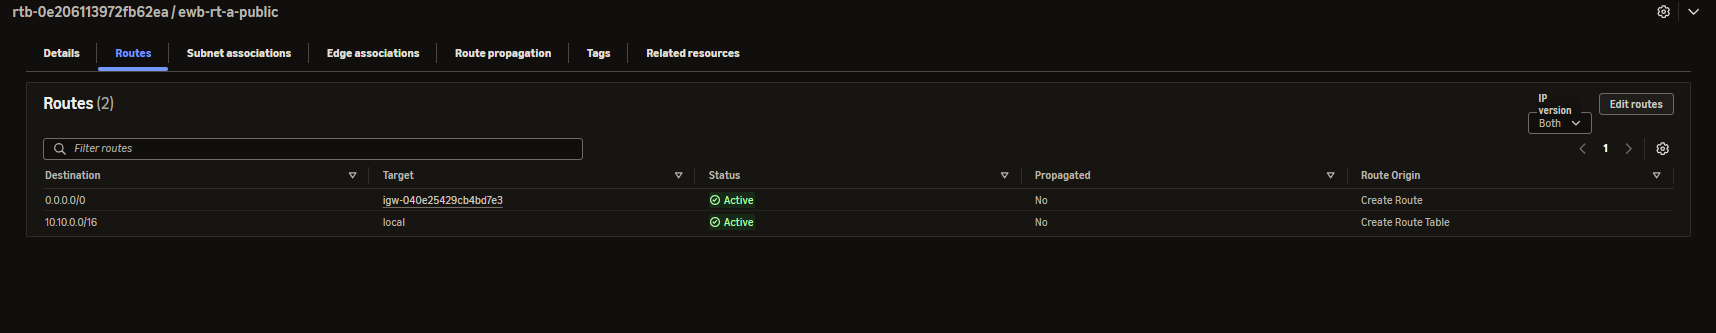 rtb-0e206113972fb62ea / ewb-rt-a-public
Details Routes Subnet associations Edge associations Route propagation Tags Related resources
Routes (2)
IP version
Both
Edit routes
Filter routes
1
Destination Target Status Propagated Route Origin
0.0.0.0/0 igw-040e25429cb4bd7e3 Active No Create Route
10.10.0.0/16 local Active No Create Route Table